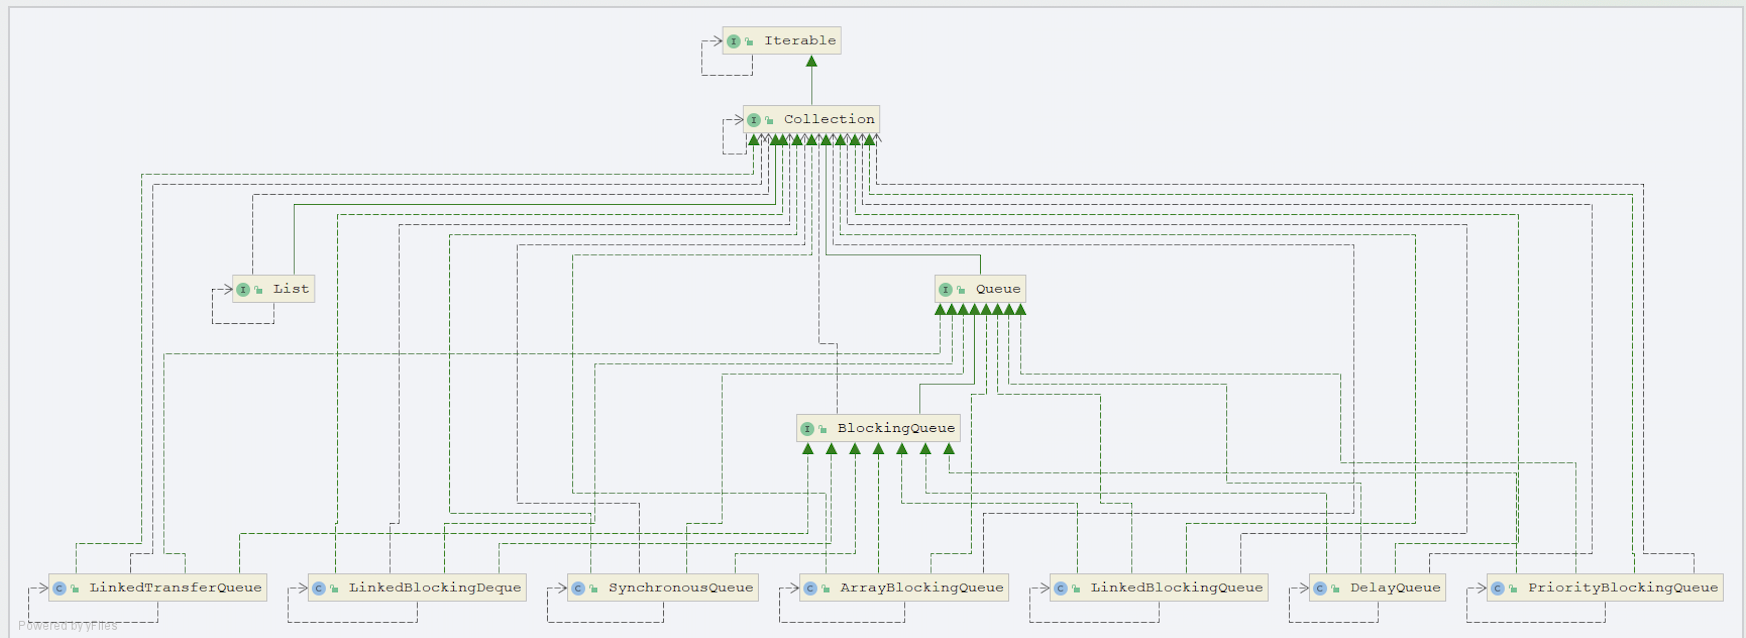 I Iterable
I Collection
I List
I Queue
I BlockingQueue
C LinkedTransferQueue
C LinkedBlockingDeque
C SynchronousQueue
C ArrayBlockingQueue
C LinkedBlockingQueue
C DelayQueue
C PriorityBlockingQueue
Powered by yFiles